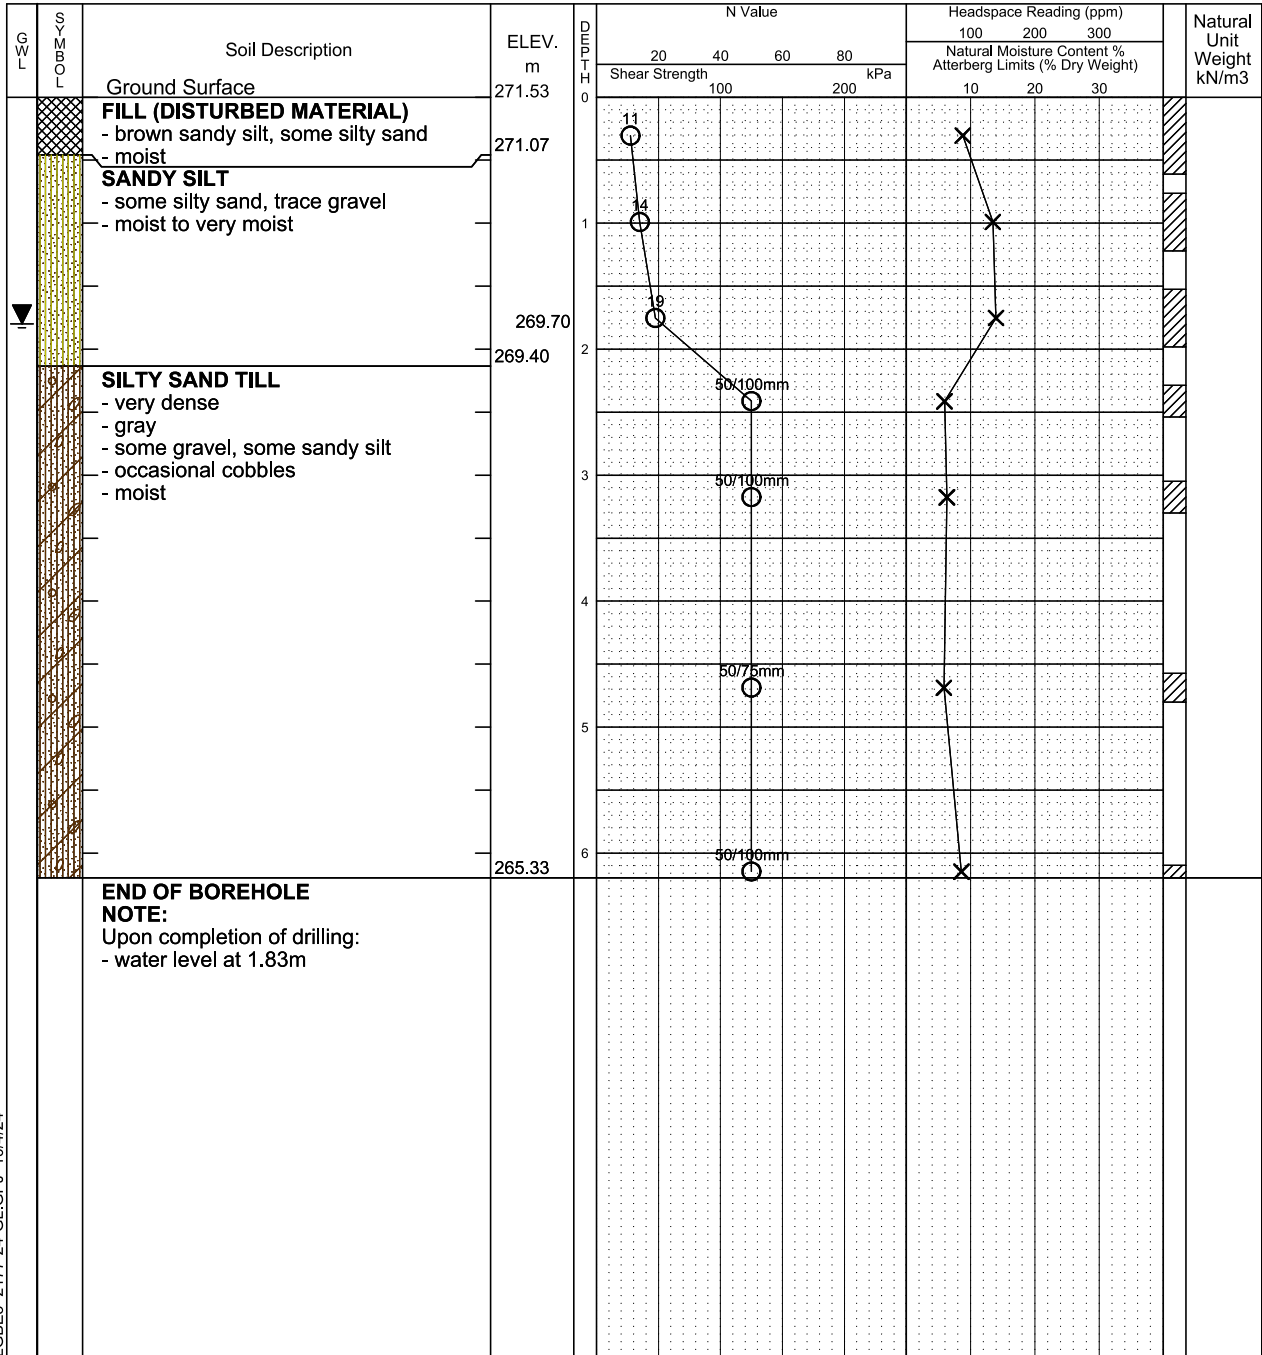 GWL
SYMBOL
Soil Description
Ground Surface
ELEV.
m
271.53
DEPTH
0
N Value
20 40 60 80
Shear Strength kPa
100 200
Headspace Reading (ppm)
100 200 300
Natural Moisture Content %
Atterberg Limits (% Dry Weight)
10 20 30
Natural
Unit
Weight
kN/m3
FILL (DISTURBED MATERIAL)
- brown sandy silt, some silty sand
- moist
271.07
11
SANDY SILT
- some silty sand, trace gravel
- moist to very moist
14
1
19
269.70
2
269.40
SILTY SAND TILL
- very dense
- gray
- some gravel, some sandy silt
- occasional cobbles
- moist
50/100mm
3
50/100mm
4
50/75mm
5
6
50/100mm
265.33
END OF BOREHOLE
NOTE:
Upon completion of drilling:
- water level at 1.83m